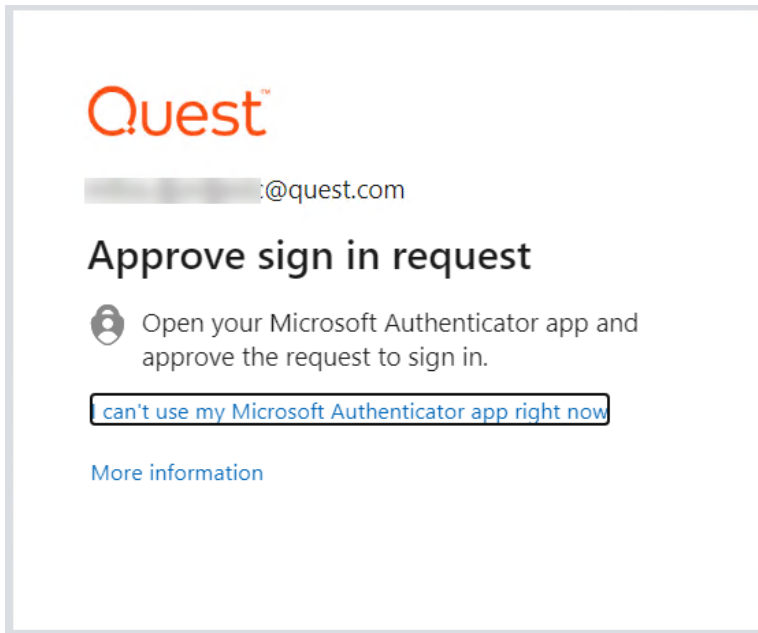 Quest™
@quest.com
Approve sign in request
Open your Microsoft Authenticator app and
approve the request to sign in.
I can't use my Microsoft Authenticator app right now
More information